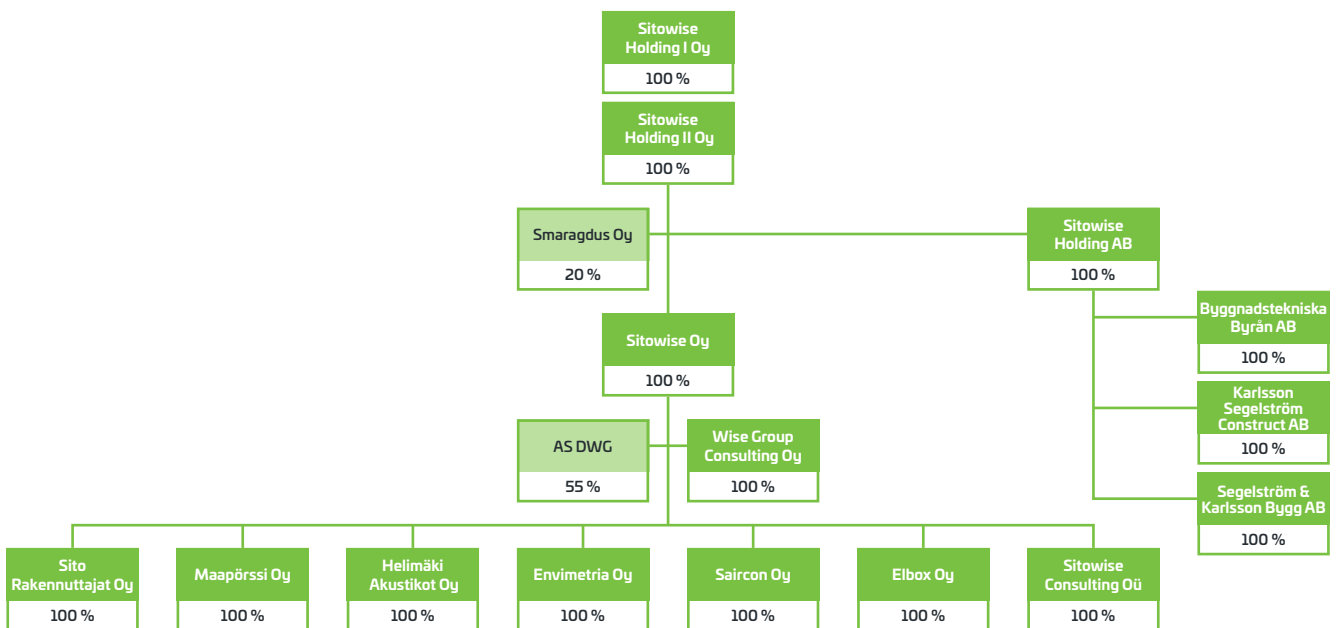 Sitowise
Holding I Oy
100 %
Sitowise
Holding II Oy
100 %
Smaragdus Oy
20 %
Sitowise
Holding AB
100 %
Byggnadstekniska
Byrån AB
100 %
Sitowise Oy
100 %
Karlsson
Segelström
Construct AB
100 %
AS DWG
55 %
Wise Group
Consulting Oy
100 %
Segelström &
Karlsson Bygg AB
100 %
Sito
Rakennuttajat Oy
100 %
Maapörssi Oy
100 %
Helimäki
Akustikot Oy
100 %
Envimetria Oy
100 %
Saircon Oy
100 %
Elbox Oy
100 %
Sitowise
Consulting Oü
100 %